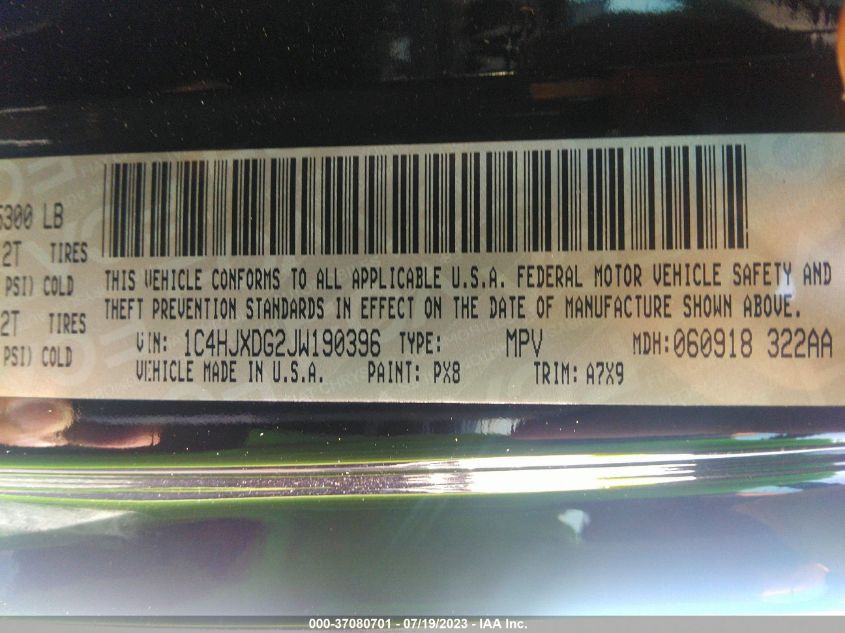 5300 LB
2T TIRES
PSI) COLD
2T TIRES
PSI) COLD
THIS VEHICLE CONFORMS TO ALL APPLICABLE U.S.A. FEDERAL MOTOR VEHICLE SAFETY AND
THEFT PREVENTION STANDARDS IN EFFECT ON THE DATE OF MANUFACTURE SHOWN ABOVE.
VIN: 1C4HJXDG2JW190396 TYPE: MPV MDH:060918 322AA
VEHICLE MADE IN U.S.A. PAINT: PX8 TRIM: A7X9
000-37080701 - 07/19/2023 - IAA Inc.